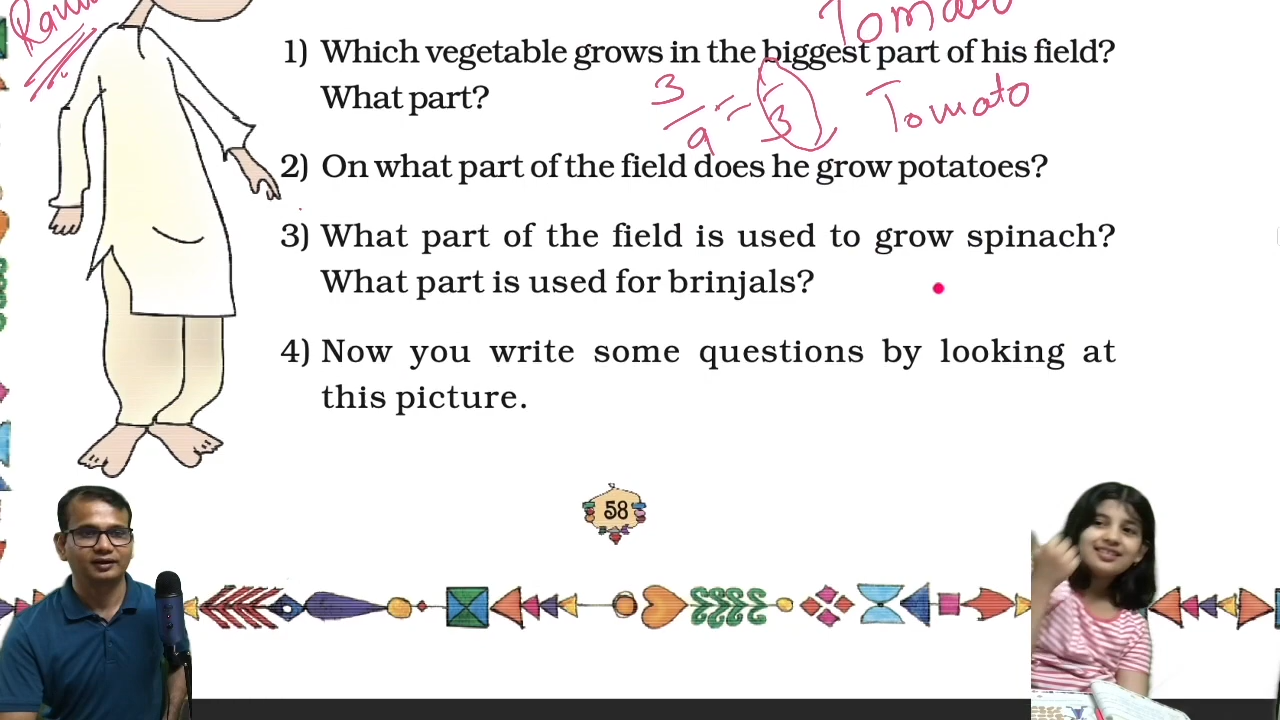 Tomato
1) Which vegetable grows in the biggest part of his field?
What part?
3/9 = 1/3 Tomato
2) On what part of the field does he grow potatoes?
3) What part of the field is used to grow spinach?
What part is used for brinjals?
4) Now you write some questions by looking at
this picture.
58